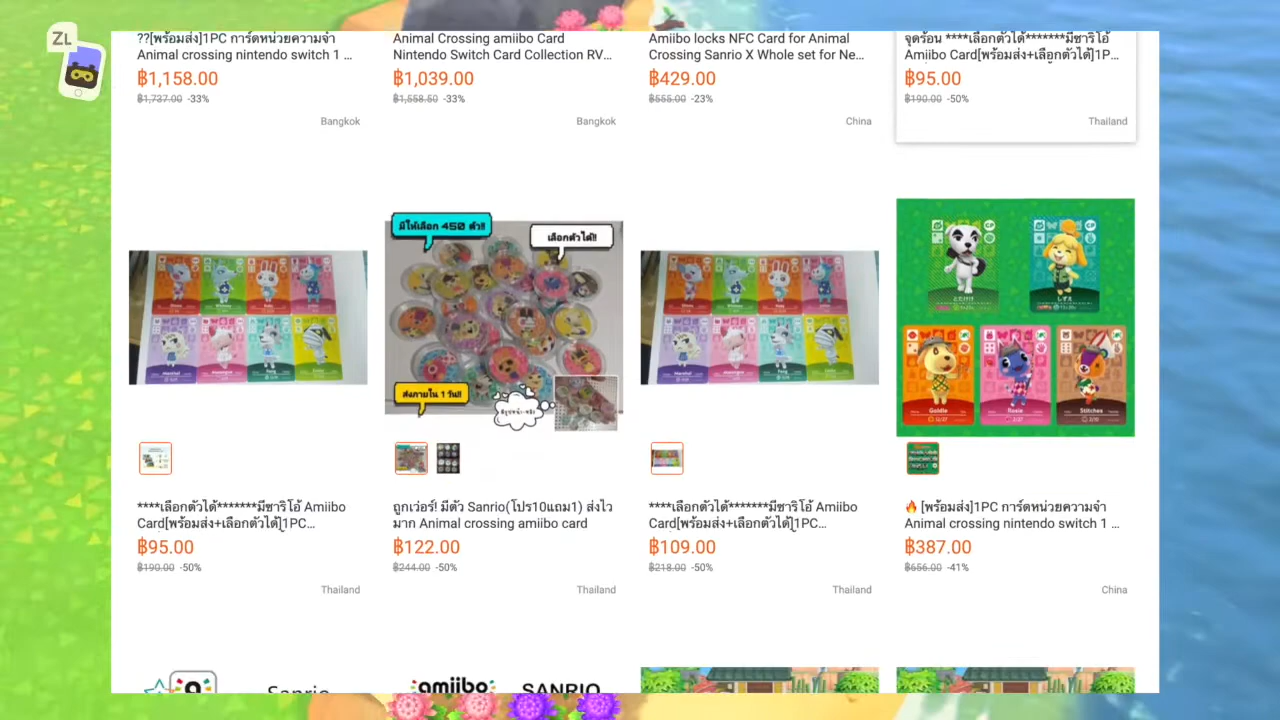 ZL
??[พร้อมส่ง]1PC การ์ดหน่วยความจำ
Animal crossing nintendo switch 1 ...
฿1,158.00
฿1,737.00 -33%
Bangkok
Animal Crossing amiibo Card
Nintendo Switch Card Collection RV...
฿1,039.00
฿1,558.50 -33%
Bangkok
Amiibo locks NFC Card for Animal
Crossing Sanrio X Whole set for Ne...
฿429.00
฿555.00 -23%
China
จุดร้อน ****เลือกตัวได้*******มีซาริโอ้
Amiibo Card[พร้อมส่ง+เลือกตัวได้]1P...
฿95.00
฿190.00 -50%
Thailand
มีให้เลือก 450 ตัว!!
เลือกตัวได้!!
ส่งภายใน 1 วัน!!
とたけけ
しずえ
Goldie
Rosie
Stitches
****เลือกตัวได้*******มีซาริโอ้ Amiibo
Card[พร้อมส่ง+เลือกตัวได้]1PC...
฿95.00
฿190.00 -50%
Thailand
ถูกเว่อร์! มีตัว Sanrio(โปร10แถม1) ส่งไว
มาก Animal crossing amiibo card
฿122.00
฿244.00 -50%
Thailand
****เลือกตัวได้*******มีซาริโอ้ Amiibo
Card[พร้อมส่ง+เลือกตัวได้]1PC...
฿109.00
฿218.00 -50%
Thailand
[พร้อมส่ง]1PC การ์ดหน่วยความจำ
Animal crossing nintendo switch 1 ...
฿387.00
฿656.00 -41%
China
a
Sanrio
amiibo
SANRIO